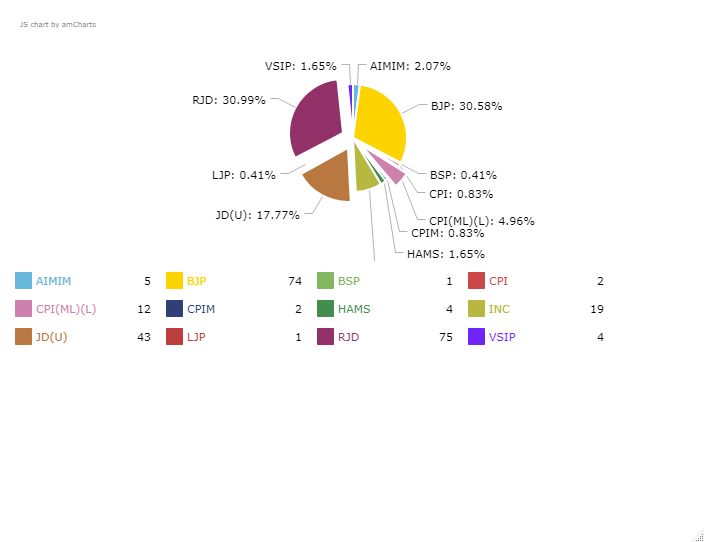 JS chart by amCharts
VSIP: 1.65%
AIMIM: 2.07%
RJD: 30.99%
BJP: 30.58%
LJP: 0.41%
BSP: 0.41%
CPI: 0.83%
JD(U): 17.77%
CPI(ML)(L): 4.96%
CPIM: 0.83%
HAMS: 1.65%
AIMIM 5 BJP 74 BSP 1 CPI 2
CPI(ML)(L) 12 CPIM 2 HAMS 4 INC 19
JD(U) 43 LJP 1 RJD 75 VSIP 4